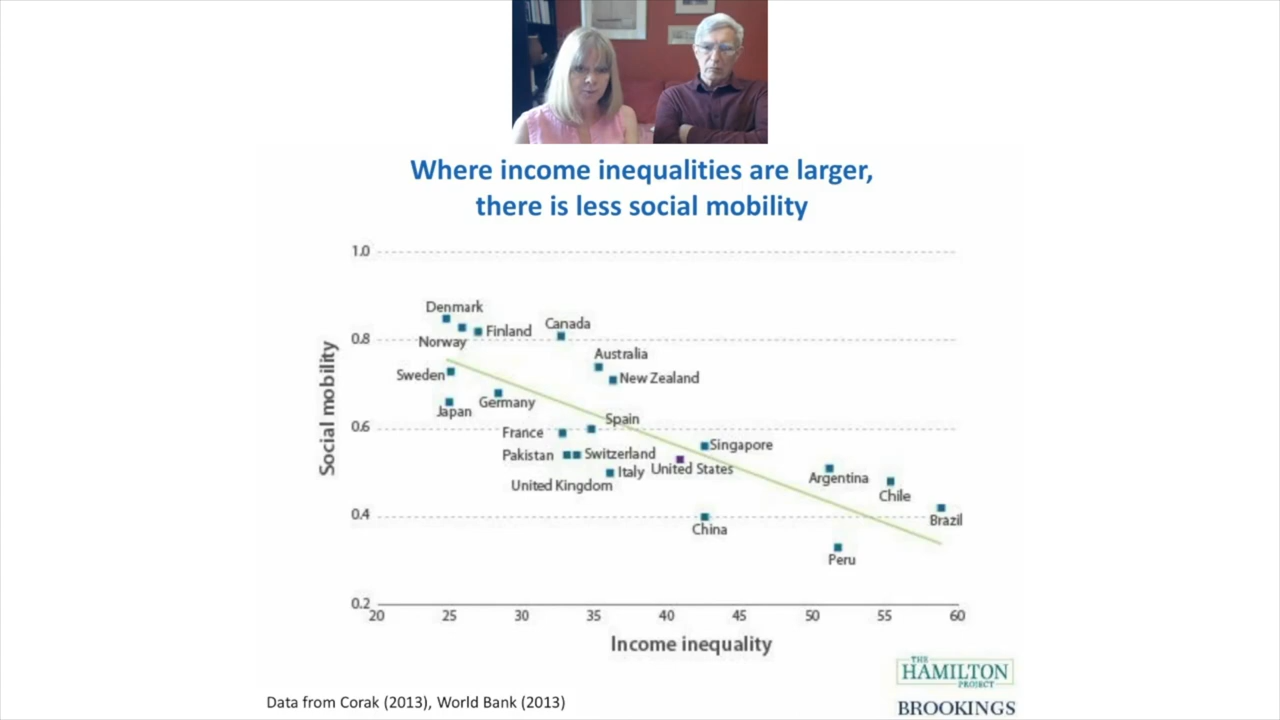 Where income inequalities are larger,
there is less social mobility
1.0
Denmark
Canada
Finland
0.8
Norway
Australia
Sweden
New Zealand
Germany
Japan
Spain
0.6
France
Singapore
Pakistan
Switzerland
United States
Italy
Argentina
United Kingdom
Chile
0.4
Brazil
China
Peru
0.2
20 25 30 35 40 45 50 55 60
Social mobility
Income inequality
THE
HAMILTON
PROJECT
BROOKINGS
Data from Corak (2013), World Bank (2013)